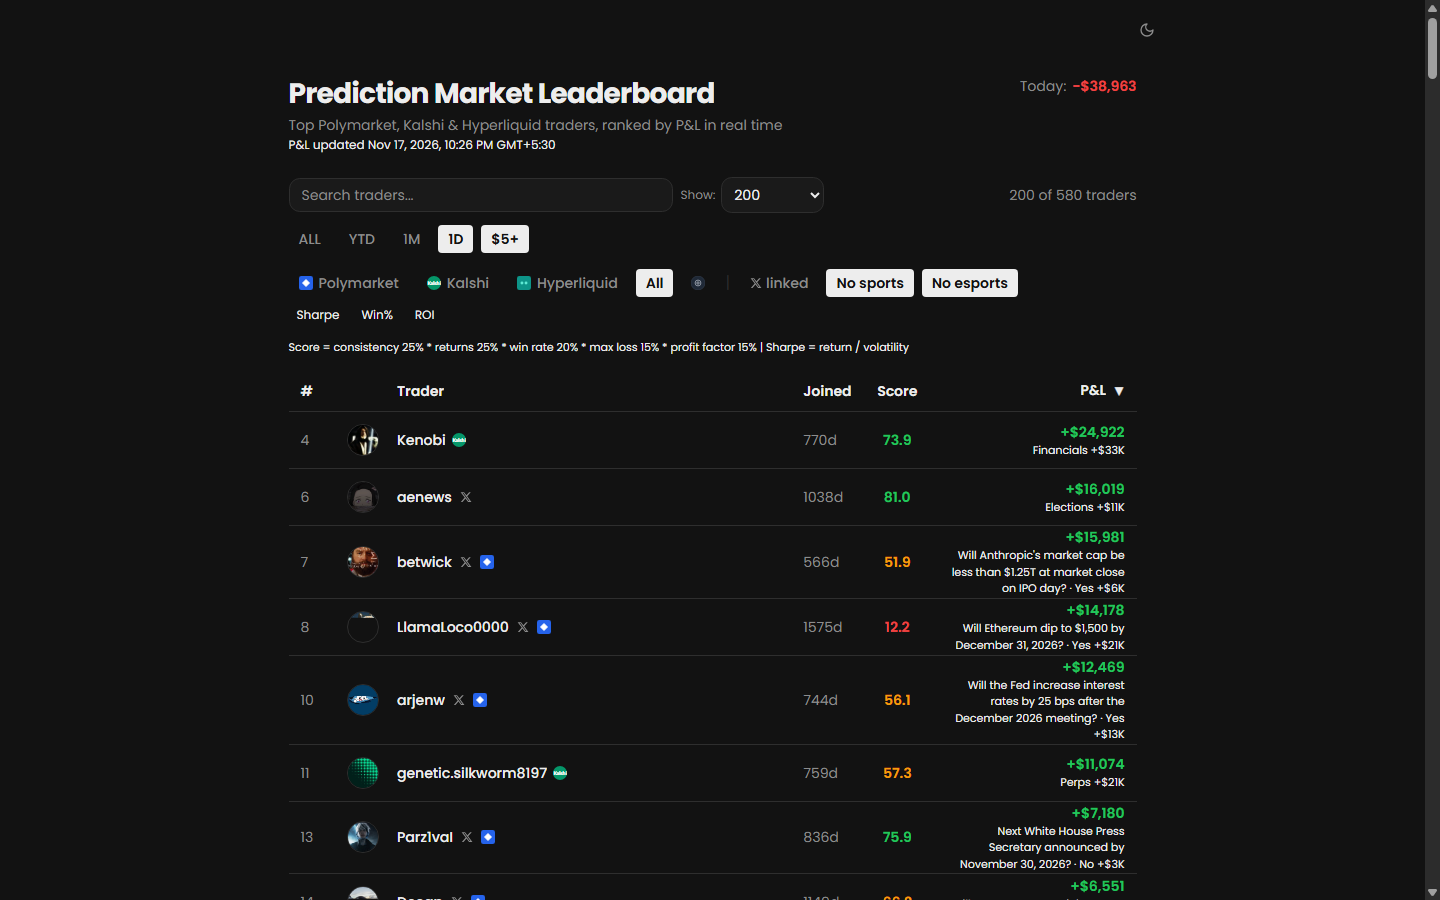 Prediction Market Leaderboard
Today: -$38,963
Top Polymarket, Kalshi & Hyperliquid traders, ranked by P&L in real time
P&L updated Nov 17, 2026, 10:26 PM GMT+5:30
Search traders...
Show: 200
200 of 580 traders
ALL YTD 1M 1D $5+
Polymarket Kalshi Hyperliquid All | X linked No sports No esports
Sharpe Win% ROI
Score = consistency 25% * returns 25% * win rate 20% * max loss 15% * profit factor 15% | Sharpe = return / volatility
# Trader Joined Score P&L ▼
4 Kenobi 770d 73.9 +$24,922
Financials +$33K
6 aenews 1038d 81.0 +$16,019
Elections +$11K
7 betwick 566d 51.9 +$15,981
Will Anthropic's market cap be
less than $1.25T at market close
on IPO day? · Yes +$6K
8 LlamaLoco0000 1575d 12.2 +$14,178
Will Ethereum dip to $1,500 by
December 31, 2026? · Yes +$21K
10 arjenw 744d 56.1 +$12,469
Will the Fed increase interest
rates by 25 bps after the
December 2026 meeting? · Yes
+$13K
11 genetic.silkworm8197 759d 57.3 +$11,074
Perps +$21K
13 Parz1val 836d 75.9 +$7,180
Next White House Press
Secretary announced by
November 30, 2026? · No +$3K
+$6,551